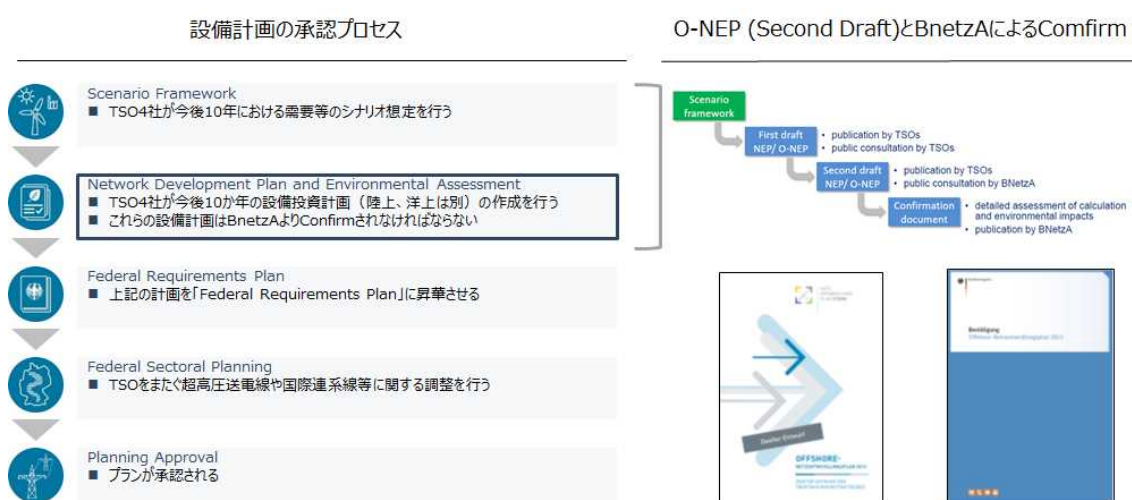 設備計画の承認プロセス
Scenario Framework
■ TSO4社が今後10年における需要等のシナリオ想定を行う
Network Development Plan and Environmental Assessment
■ TSO4社が今後10か年の設備投資計画（陸上、洋上は別）の作成を行う
■ これらの設備計画はBnetzAよりConfirmされなければならない
Federal Requirements Plan
■ 上記の計画を「Federal Requirements Plan」に昇華させる
Federal Sectoral Planning
■ TSOをまたぐ超高圧送電線や国際連系線等に関する調整を行う
Planning Approval
■ プランが承認される
O-NEP (Second Draft)とBnetzAによるComfirm
Scenario
framework
First draft
NEP/ O-NEP
• publication by TSOs
• public consultation by TSOs
Second draft
NEP/ O-NEP
• publication by TSOs
• public consultation by BNetzA
Confirmation
document
• detailed assessment of calculation
and environmental impacts
• publication by BNetzA
Zweiter Entwurf
OFFSHORE-
Bestätigung